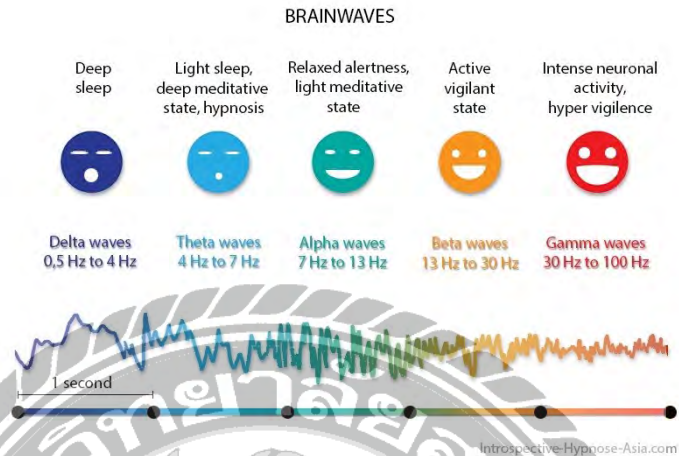 BRAINWAVES
Deep
sleep
Light sleep,
deep meditative
state, hypnosis
Relaxed alertness,
light meditative
state
Active
vigilant
state
Intense neuronal
activity,
hyper vigilence
Delta waves
0,5 Hz to 4 Hz
Theta waves
4 Hz to 7 Hz
Alpha waves
7 Hz to 13 Hz
Beta waves
13 Hz to 30 Hz
Gamma waves
30 Hz to 100 Hz
1 second
Introspective-Hypnose-Asia.com